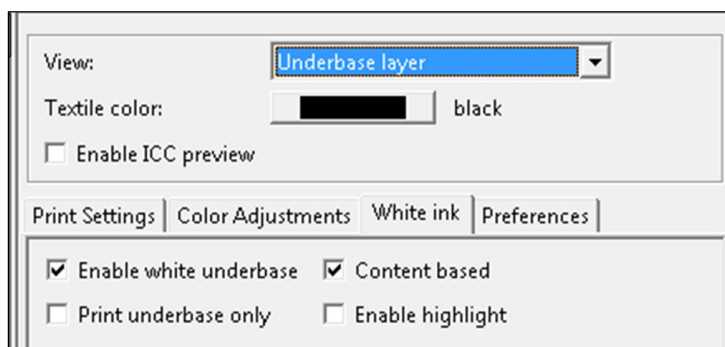 View: Underbase layer
Textile color: black
Enable ICC preview
Print Settings Color Adjustments White ink Preferences
Enable white underbase Content based
Print underbase only Enable highlight